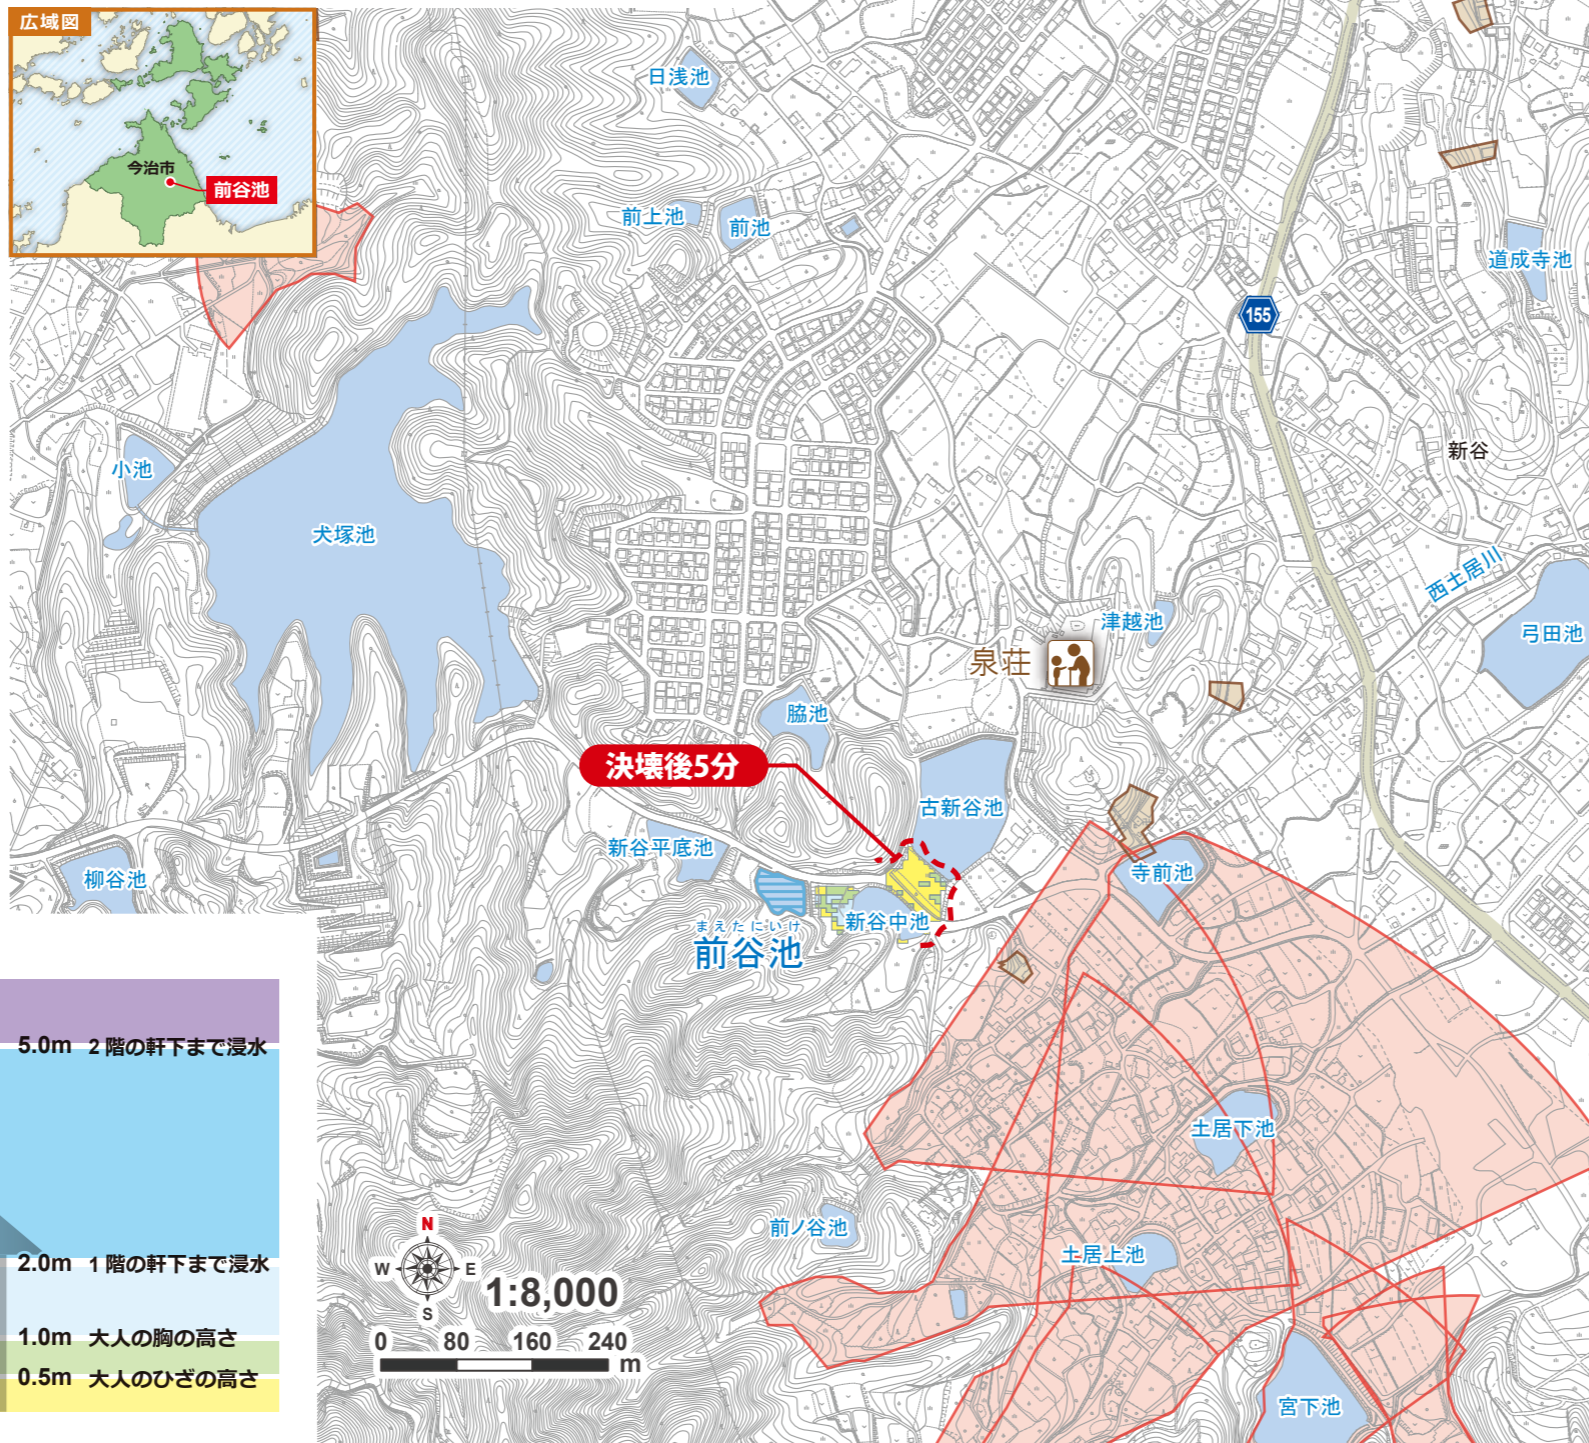 広域図
今治市
前谷池
日浅池
前上池
前池
道成寺池
155
新谷
小池
犬塚池
西土居川
弓田池
津越池
泉荘
脇池
決壊後5分
古新谷池
新谷平底池
柳谷池
寺前池
新谷中池
まえたにいけ
前谷池
5.0m 2階の軒下まで浸水
2.0m 1階の軒下まで浸水
1.0m 大人の胸の高さ
0.5m 大人のひざの高さ
土居下池
前ノ谷池
土居上池
宮下池
N
W E
S
1:8,000
0 80 160 240
m